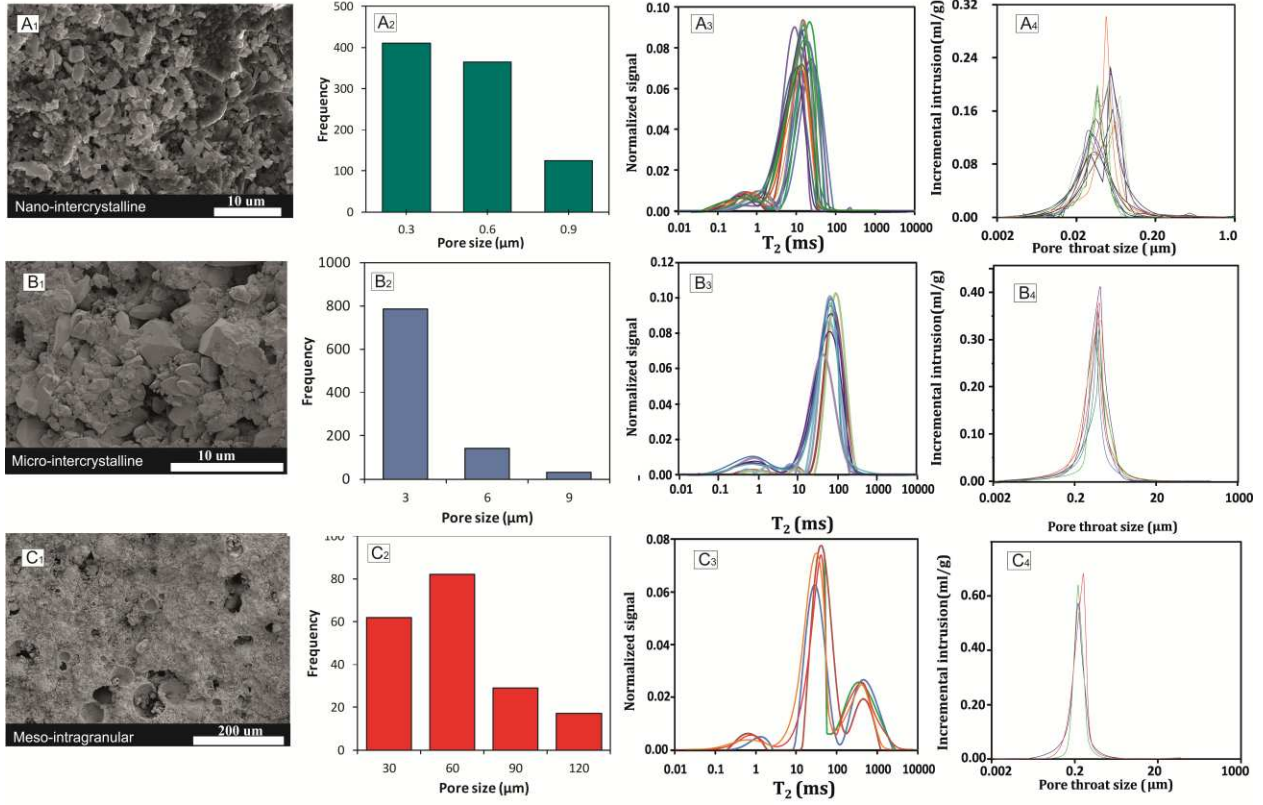 A1
Nano-intercrystalline
10 um
A2
Frequency
500
400
300
200
100
0
0.3 0.6 0.9
Pore size (µm)
A3
Normalized signal
0.10
0.08
0.06
0.04
0.02
0.00
0.01 0.1 1 10 100 1000 10000
T2 (ms)
A4
Incremental intrusion(ml/g)
0.32
0.24
0.16
0.08
0.00
0.002 0.02 0.20 1.0
Pore throat size (µm)
B1
Micro-intercrystalline
10 um
B2
Frequency
1000
800
600
400
200
0
3 6 9
Pore size (µm)
B3
Normalized signal
0.12
0.10
0.08
0.06
0.04
0.02
0.00
0.01 0.1 1 10 100 1000 10000
T2 (ms)
B4
Incremental intrusion(ml/g)
0.40
0.30
0.20
0.10
0.00
0.002 0.2 20 1000
Pore throat size (µm)
C1
Meso-intragranular
200 um
C2
Frequency
100
80
60
40
20
0
30 60 90 120
Pore size (µm)
C3
Normalized signal
0.08
0.06
0.04
0.02
0.00
0.01 0.1 1 10 100 1000 10000
T2 (ms)
C4
Incremental intrusion(ml/g)
0.60
0.40
0.20
0.00
0.002 0.2 20 1000
Pore throat size (µm)